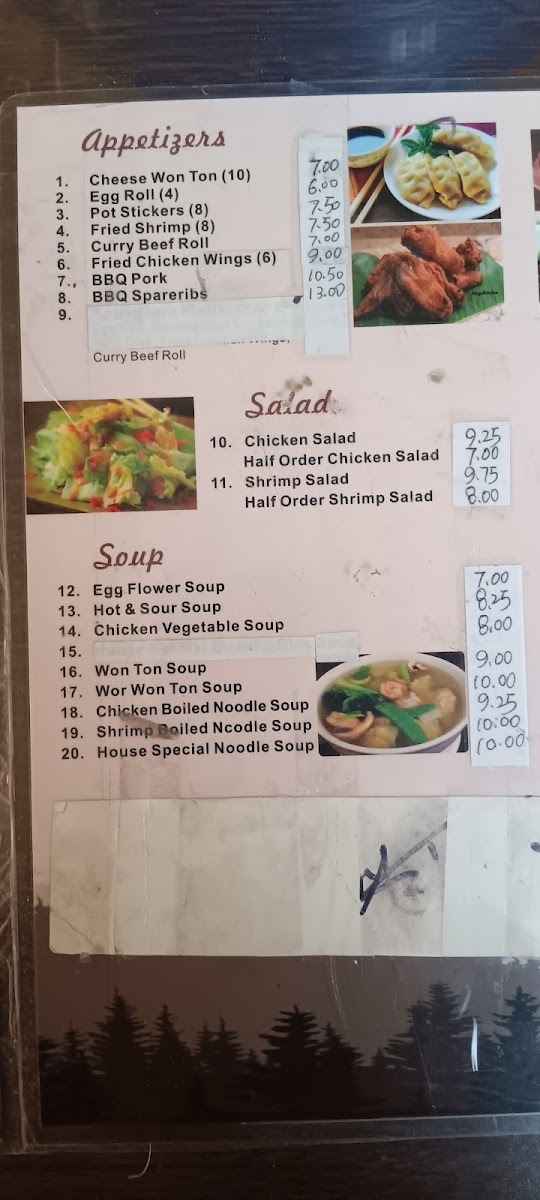 Appetizers
1. Cheese Won Ton (10) 7.00
2. Egg Roll (4) 6.00
3. Pot Stickers (8) 7.50
4. Fried Shrimp (8) 7.50
5. Curry Beef Roll 7.00
6. Fried Chicken Wings (6) 9.00
7. BBQ Pork 10.50
8. BBQ Spareribs 13.00
9.
Curry Beef Roll
Salad
10. Chicken Salad 9.25
Half Order Chicken Salad 7.00
11. Shrimp Salad 9.75
Half Order Shrimp Salad 8.00
Soup
12. Egg Flower Soup 7.00
13. Hot & Sour Soup 8.25
14. Chicken Vegetable Soup 8.00
15.
16. Won Ton Soup 9.00
17. Wor Won Ton Soup 10.00
18. Chicken Boiled Noodle Soup 9.25
19. Shrimp Boiled Noodle Soup 10.00
20. House Special Noodle Soup 10.00